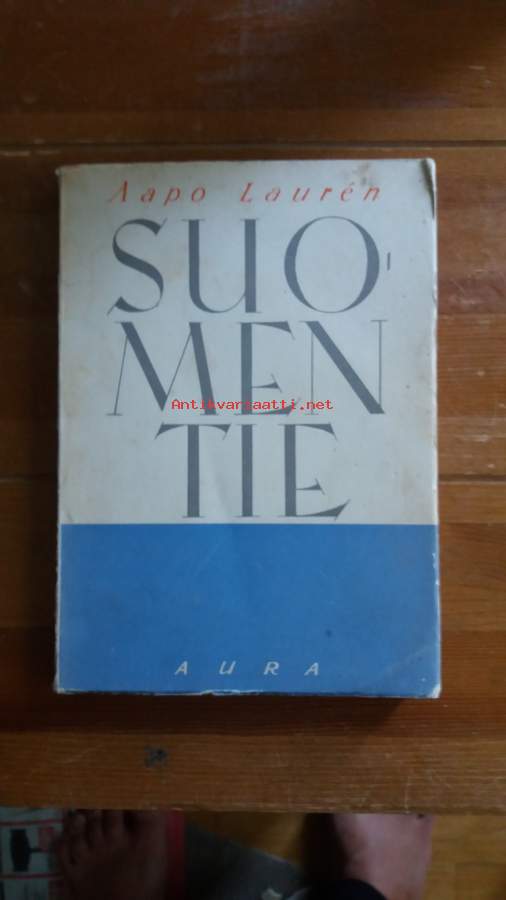 Aapo Laurén
SUO-
MEN
Antikvariaatti.net
TIE
AURA